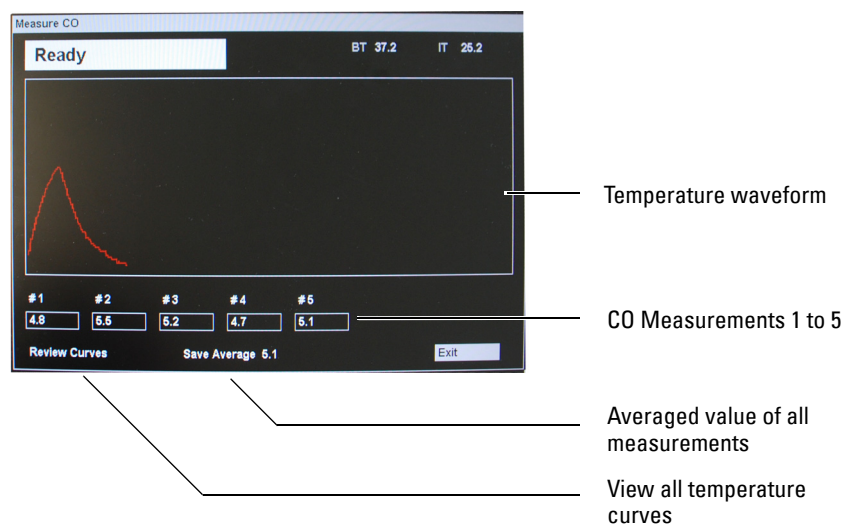 Measure CO
Ready
BT 37.2 IT 25.2
Temperature waveform
#1 #2 #3 #4 #5
4.8 5.5 5.2 4.7 5.1
CO Measurements 1 to 5
Review Curves Save Average 5.1 Exit
Averaged value of all
measurements
View all temperature
curves